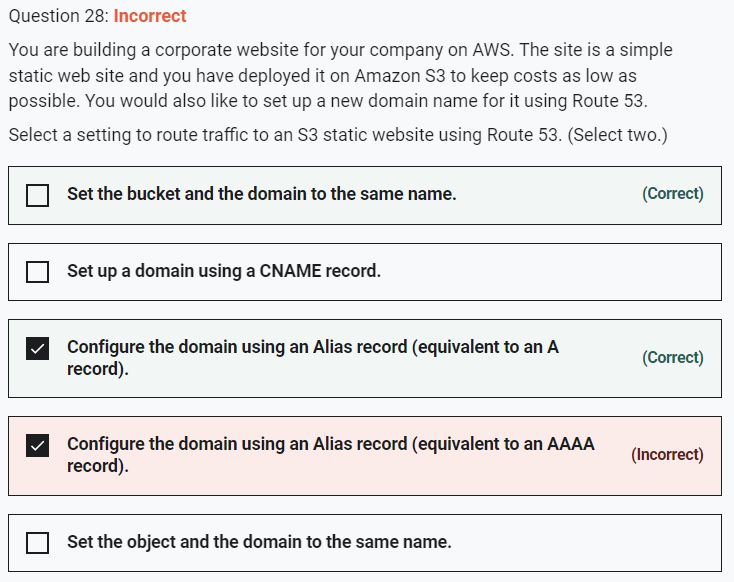 Question 28: Incorrect
You are building a corporate website for your company on AWS. The site is a simple
static web site and you have deployed it on Amazon S3 to keep costs as low as
possible. You would also like to set up a new domain name for it using Route 53.
Select a setting to route traffic to an S3 static website using Route 53. (Select two.)
Set the bucket and the domain to the same name. (Correct)
Set up a domain using a CNAME record.
Configure the domain using an Alias record (equivalent to an A
record). (Correct)
Configure the domain using an Alias record (equivalent to an AAAA
record). (Incorrect)
Set the object and the domain to the same name.